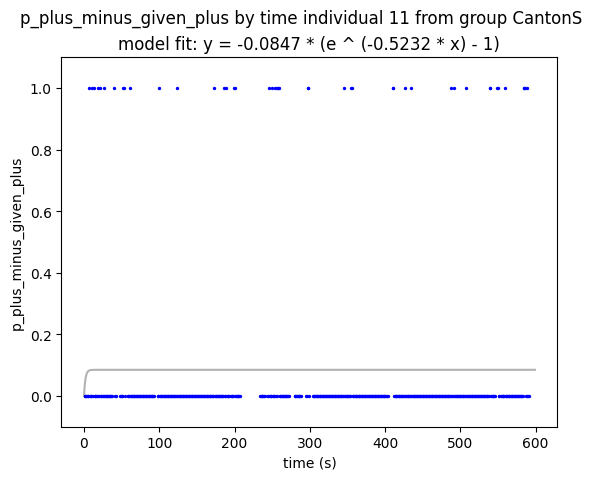 p_plus_minus_given_plus by time individual 11 from group CantonS
model fit: y = -0.0847 * (e ^ (-0.5232 * x) - 1)
1.0
0.8
0.6
0.4
0.2
0.0
p_plus_minus_given_plus
0 100 200 300 400 500 600
time (s)